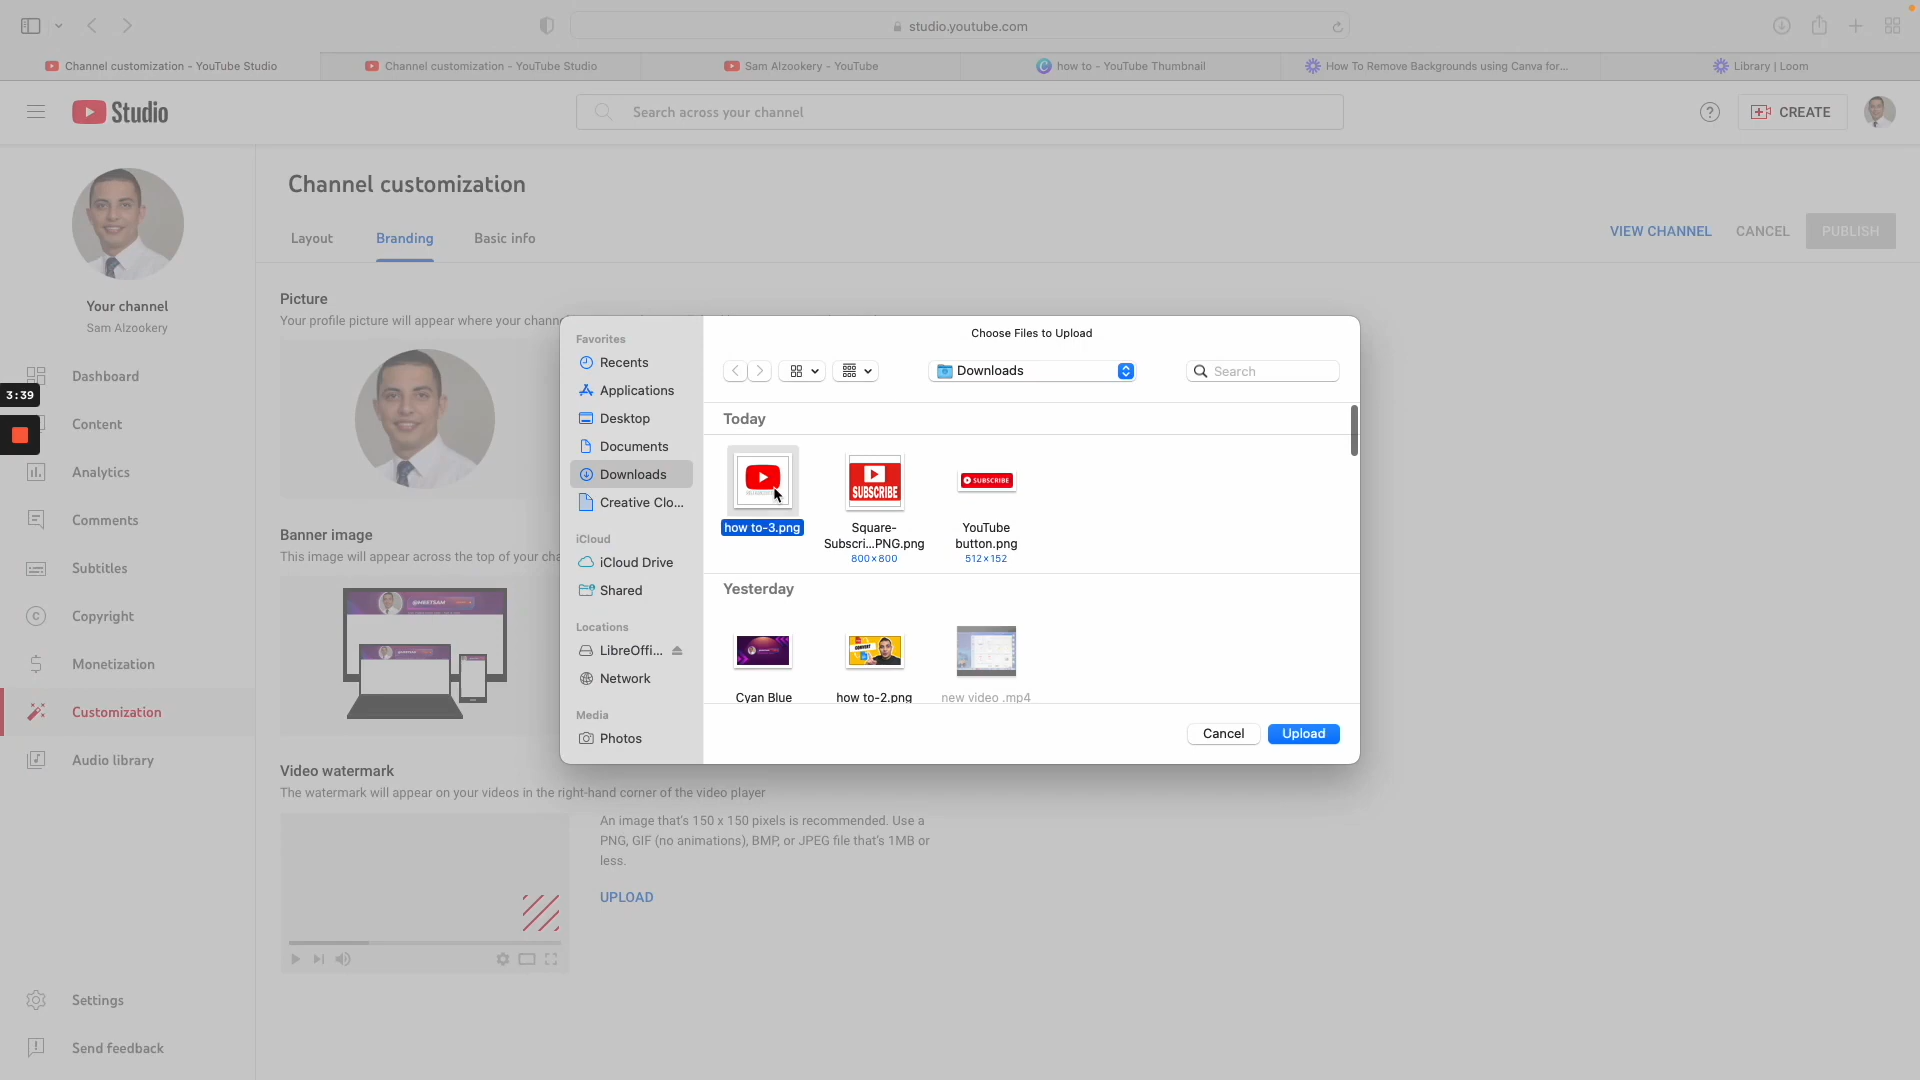 studio.youtube.com
Channel customization - YouTube Studio
Channel customization - YouTube Studio
Sam Alzookery - YouTube
how to - YouTube Thumbnail
How To Remove Backgrounds using Canva for...
Library | Loom
Studio
Search across your channel
CREATE
Channel customization
Layout
Branding
Basic info
VIEW CHANNEL
CANCEL
PUBLISH
Your channel
Sam Alzookery
Dashboard
Content
Analytics
Comments
Subtitles
Copyright
Monetization
Customization
Audio library
Settings
Send feedback
3:39
Picture
Your profile picture will appear where your chann
Banner image
This image will appear across the top of your cha
@MEETSAM
@MEETSAM
Video watermark
The watermark will appear on your videos in the right-hand corner of the video player
An image that's 150 x 150 pixels is recommended. Use a
PNG, GIF (no animations), BMP, or JPEG file that's 1MB or
less.
UPLOAD
Choose Files to Upload
Favorites
Recents
Applications
Desktop
Documents
Downloads
Creative Clo...
iCloud
iCloud Drive
Shared
Locations
LibreOffi...
Network
Media
Photos
Downloads
Search
Today
how to-3.png
SUBSCRIBE
Square-
Subscri...PNG.png
800×800
SUBSCRIBE
YouTube
button.png
512×152
Yesterday
Cyan Blue
CONVERT
how to-2.png
new video .mp4
Cancel
Upload